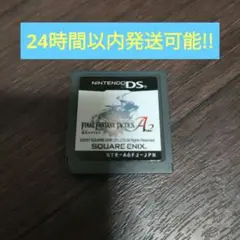 24時間以内発送可能!!
NINTENDO DS
FINAL FANTASY TACTICS A2
SQUARE ENIX
NTR-A6FJ-JPN